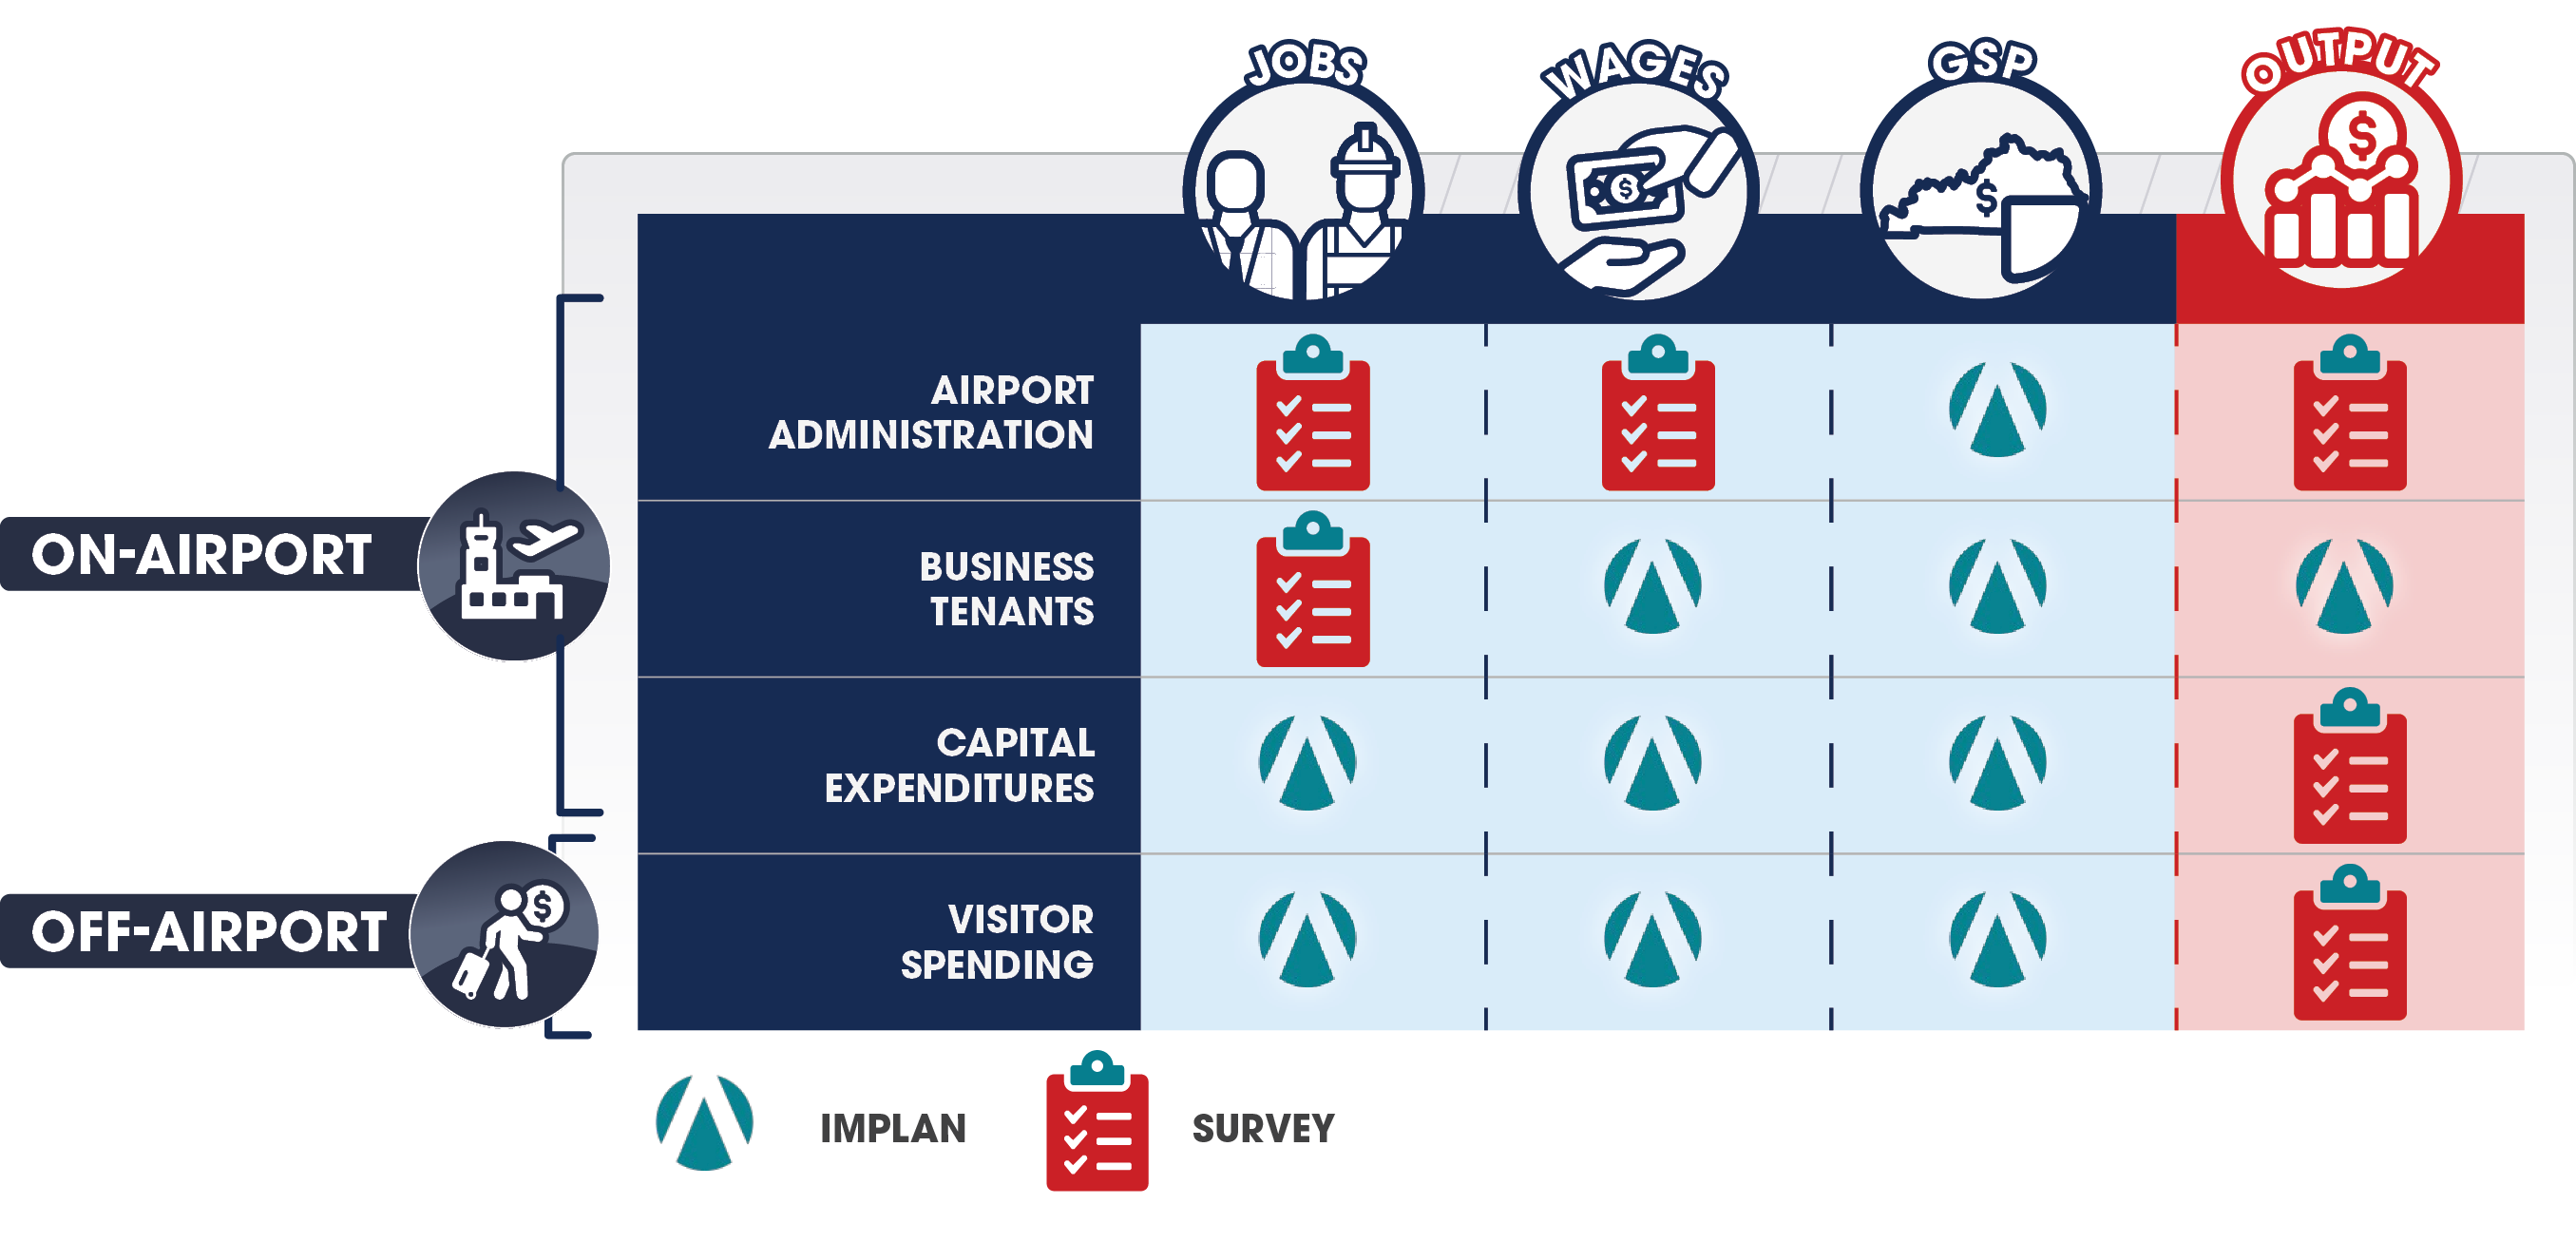 JOBS
WAGES
GSP
OUTPUT
$
$
$
AIRPORT
ADMINISTRATION
ON-AIRPORT
BUSINESS
TENANTS
CAPITAL
EXPENDITURES
OFF-AIRPORT
$
VISITOR
SPENDING
IMPLAN
SURVEY